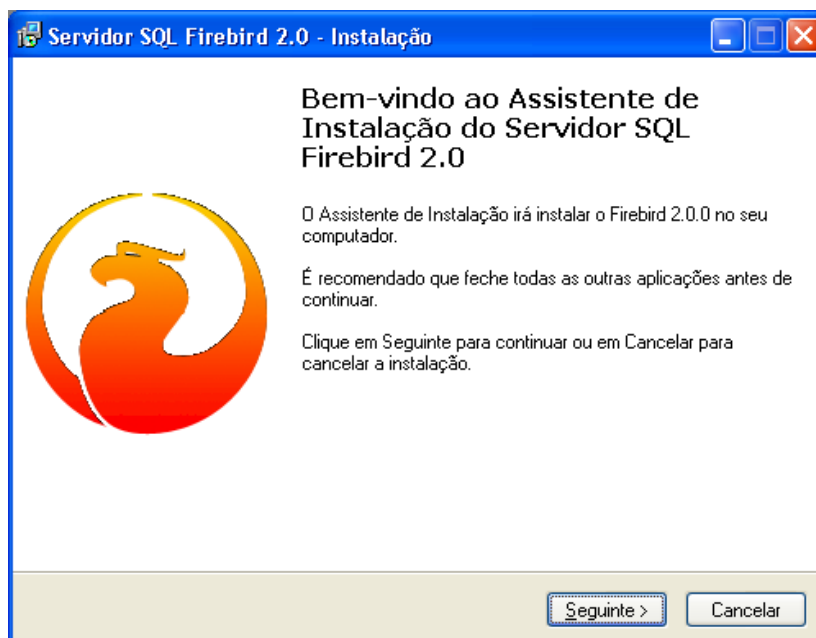 Servidor SQL Firebird 2.0 - Instalação
Bem-vindo ao Assistente de
Instalação do Servidor SQL
Firebird 2.0
O Assistente de Instalação irá instalar o Firebird 2.0.0 no seu
computador.
É recomendado que feche todas as outras aplicações antes de
continuar.
Clique em Seguinte para continuar ou em Cancelar para
cancelar a instalação.
Seguinte >
Cancelar